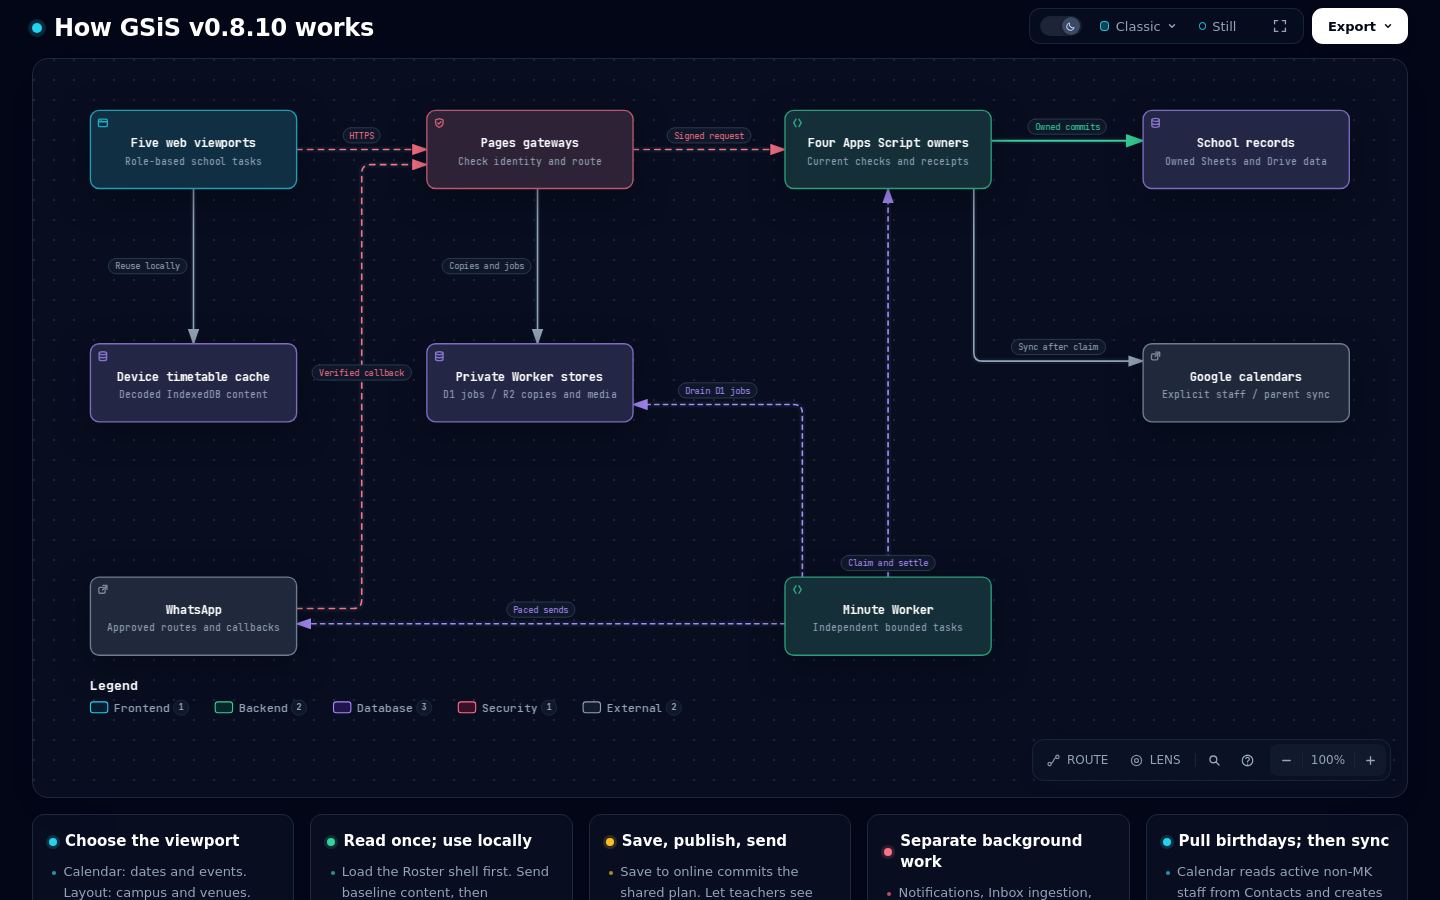 How GSiS v0.8.10 works
Classic
Still
Export
Five web viewports
Role-based school tasks
HTTPS
Pages gateways
Check identity and route
Signed request
Four Apps Script owners
Current checks and receipts
Owned commits
School records
Owned Sheets and Drive data
Reuse locally
Copies and jobs
Sync after claim
Device timetable cache
Decoded IndexedDB content
Verified callback
Private Worker stores
D1 jobs / R2 copies and media
Drain D1 jobs
Google calendars
Explicit staff / parent sync
Claim and settle
WhatsApp
Approved routes and callbacks
Paced sends
Minute Worker
Independent bounded tasks
Legend
Frontend 1
Backend 2
Database 3
Security 1
External 2
ROUTE
LENS
100%
Choose the viewport
Calendar: dates and events.
Layout: campus and venues.
Read once; use locally
Load the Roster shell first. Send
baseline content, then
Save, publish, send
Save to online commits the
shared plan. Let teachers see
Separate background
work
Notifications, Inbox ingestion,
Pull birthdays; then sync
Calendar reads active non-MK
staff from Contacts and creates